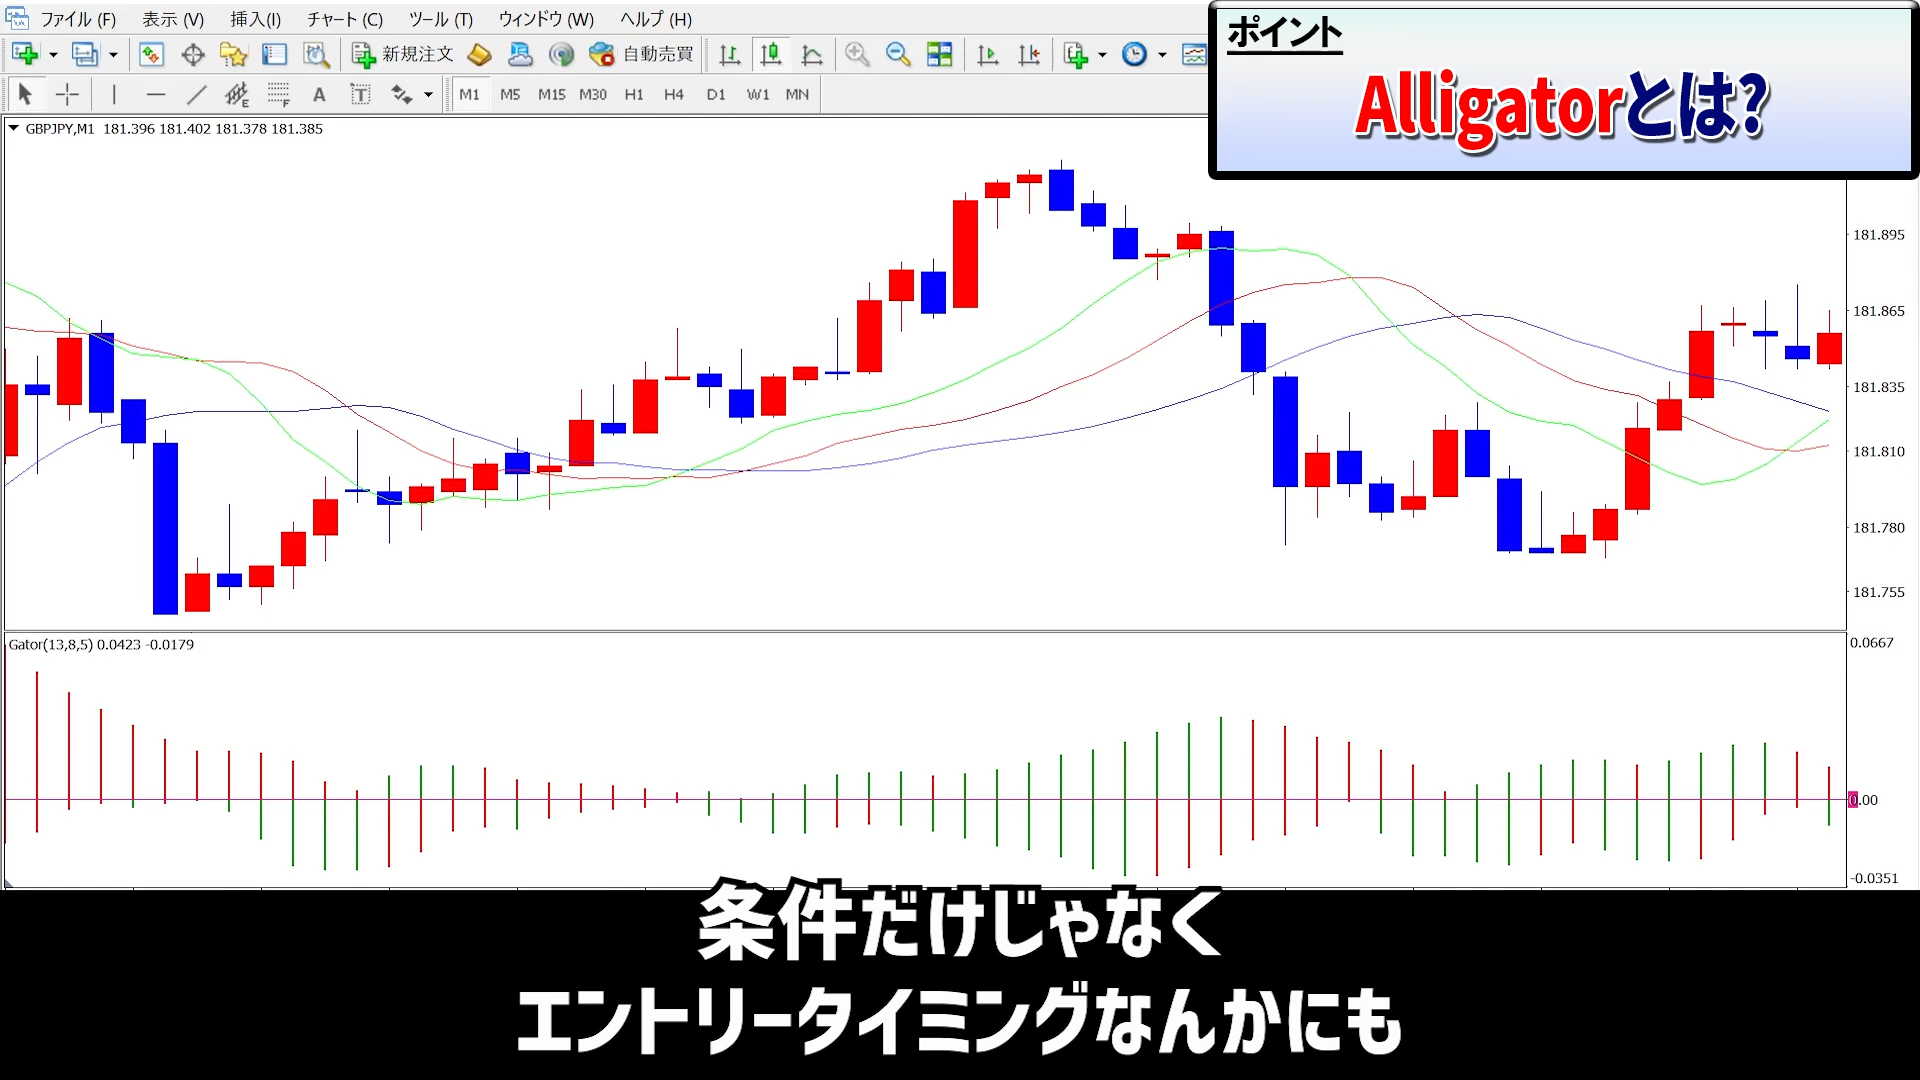 ファイル (F) 表示 (V) 挿入(I) チャート (C) ツール (T) ウィンドウ (W) ヘルプ (H)
新規注文 自動売買
A T M1 M5 M15 M30 H1 H4 D1 W1 MN
ポイント
Alligatorとは?
GBPJPY,M1 181.396 181.402 181.378 181.385
181.895
181.865
181.835
181.810
181.780
181.755
Gator(13,8,5) 0.0423 -0.0179
0.0667
0.00
-0.0351
条件だけじゃなく
エントリータイミングなんかにも